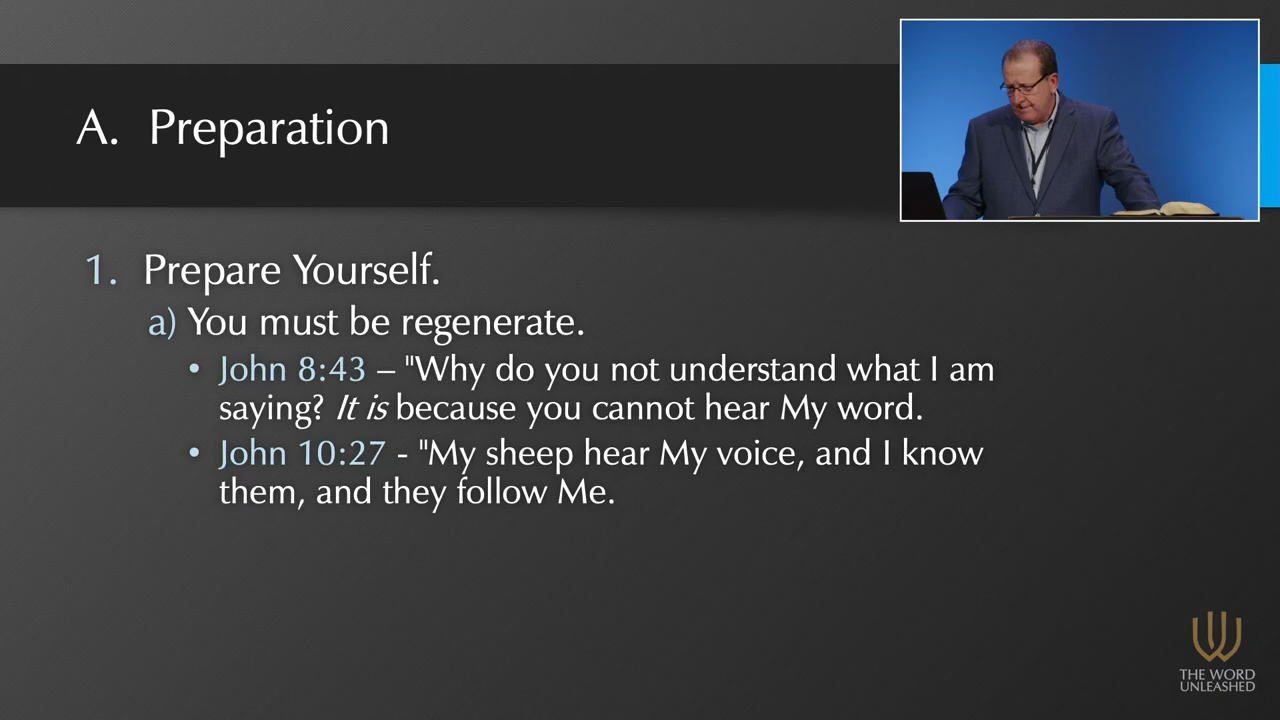 A. Preparation
1. Prepare Yourself.
a) You must be regenerate.
• John 8:43 – "Why do you not understand what I am
saying? It is because you cannot hear My word.
• John 10:27 - "My sheep hear My voice, and I know
them, and they follow Me.
THE WORD
UNLEASHED